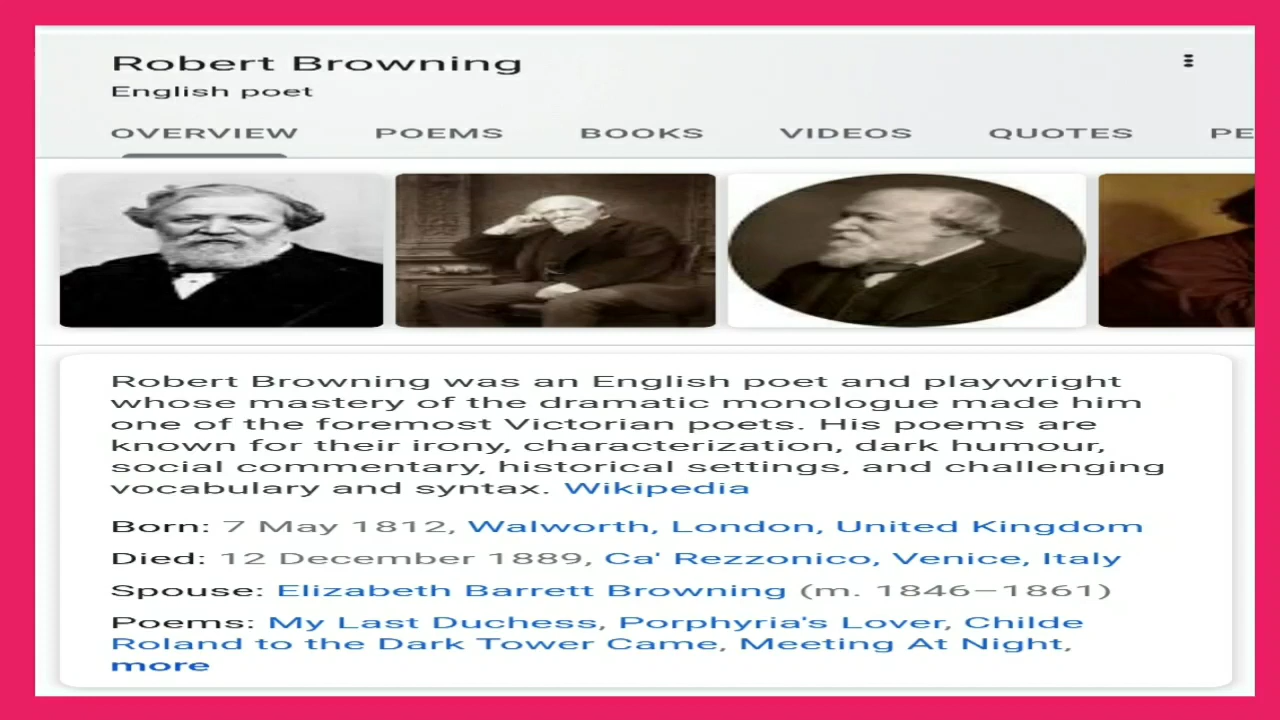 Robert Browning
English poet
OVERVIEW POEMS BOOKS VIDEOS QUOTES PE
Robert Browning was an English poet and playwright
whose mastery of the dramatic monologue made him
one of the foremost Victorian poets. His poems are
known for their irony, characterization, dark humour,
social commentary, historical settings, and challenging
vocabulary and syntax. Wikipedia
Born: 7 May 1812, Walworth, London, United Kingdom
Died: 12 December 1889, Ca' Rezzonico, Venice, Italy
Spouse: Elizabeth Barrett Browning (m. 1846–1861)
Poems: My Last Duchess, Porphyria's Lover, Childe
Roland to the Dark Tower Came, Meeting At Night,
more